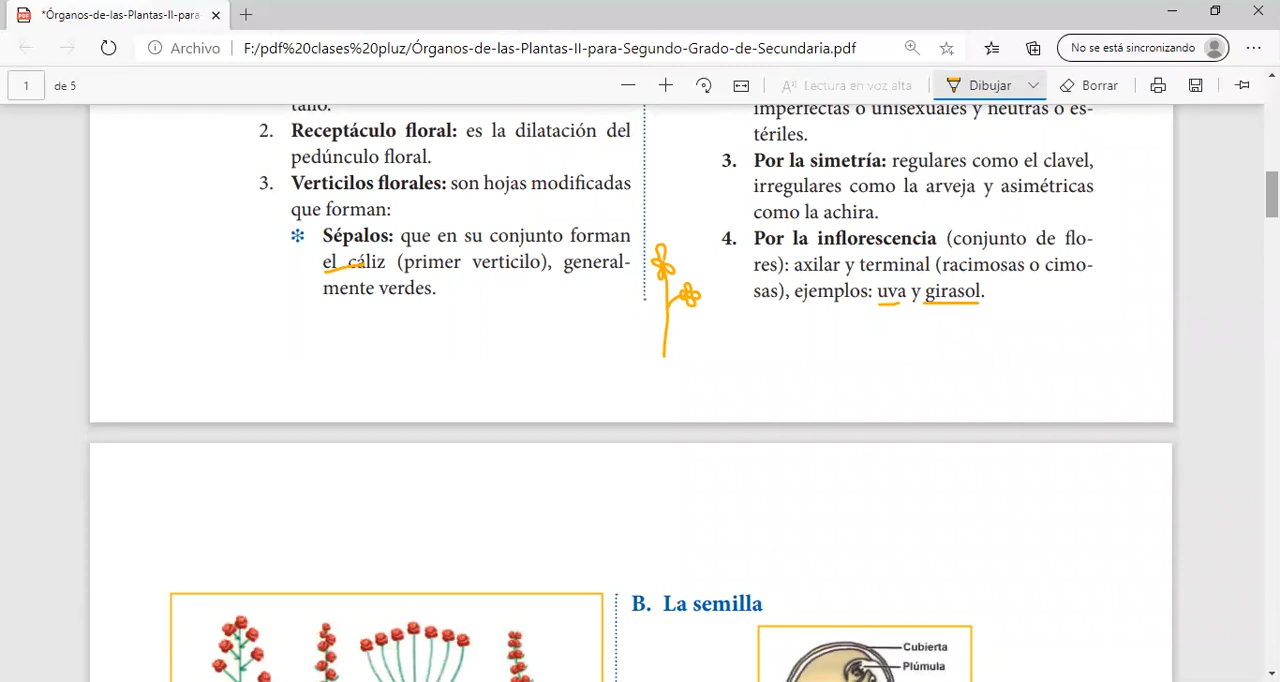 *Órganos-de-las-Plantas-II-para-
Archivo
F:/pdf%20clases%20pluz/Órganos-de-las-Plantas-II-para-Segundo-Grado-de-Secundaria.pdf
No se está sincronizando
1 de 5
Lectura en voz alta
Dibujar
Borrar
tallo.
2. Receptáculo floral: es la dilatación del
pedúnculo floral.
3. Verticilos florales: son hojas modificadas
que forman:
* Sépalos: que en su conjunto forman
el cáliz (primer verticilo), general-
mente verdes.
imperfectas o unisexuales y neutras o es-
tériles.
3. Por la simetría: regulares como el clavel,
irregulares como la arveja y asimétricas
como la achira.
4. Por la inflorescencia (conjunto de flo-
res): axilar y terminal (racimosas o cimo-
sas), ejemplos: uva y girasol.
B. La semilla
Cubierta
Plúmula